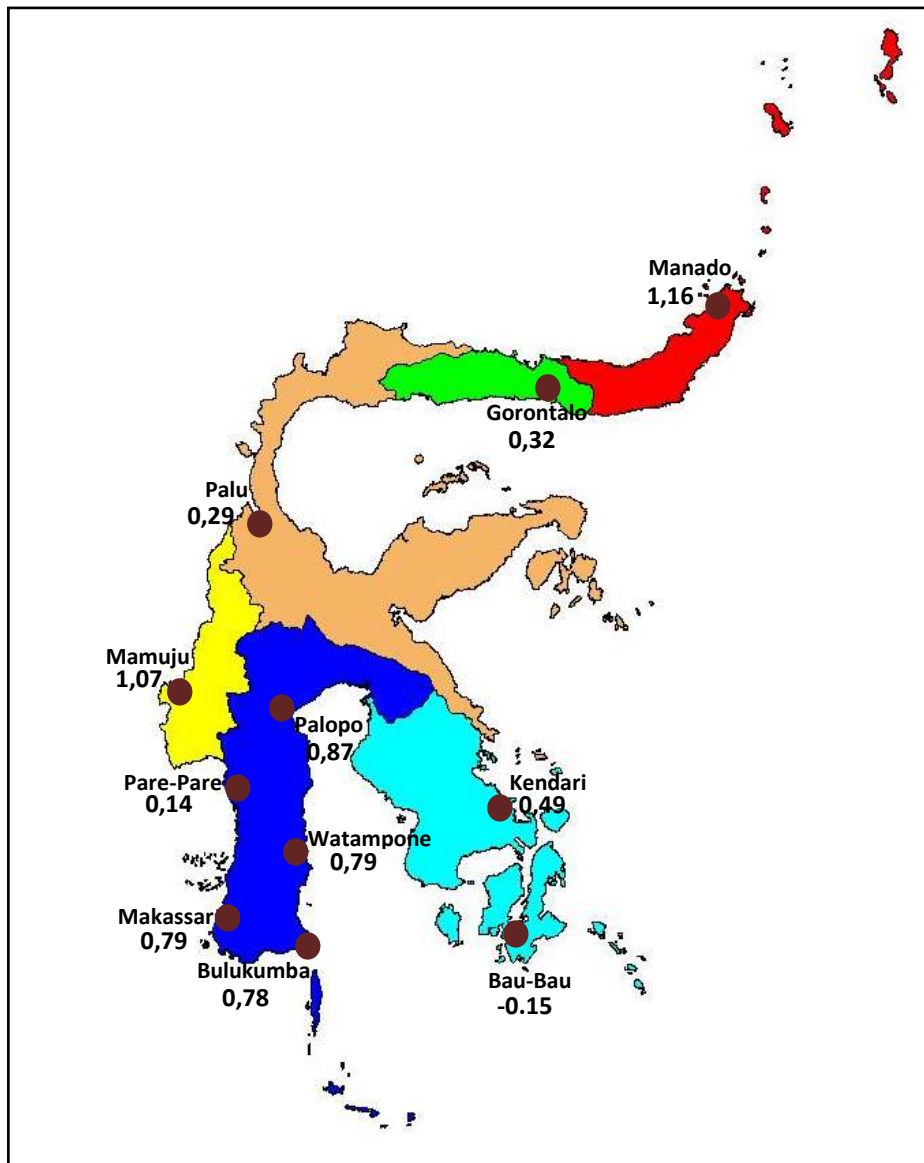 Manado
1,16
Gorontalo
0,32
Palu
0,29
Mamuju
1,07
Palopo
0,87
Pare-Pare
0,14
Kendari
0,49
Watampone
0,79
Makassar
0,79
Bulukumba
0,78
Bau-Bau
-0.15